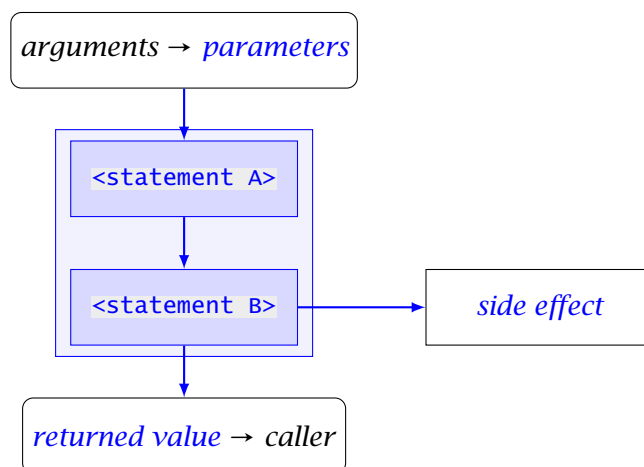 arguments → parameters
<statement A>
<statement B>
side effect
returned value → caller